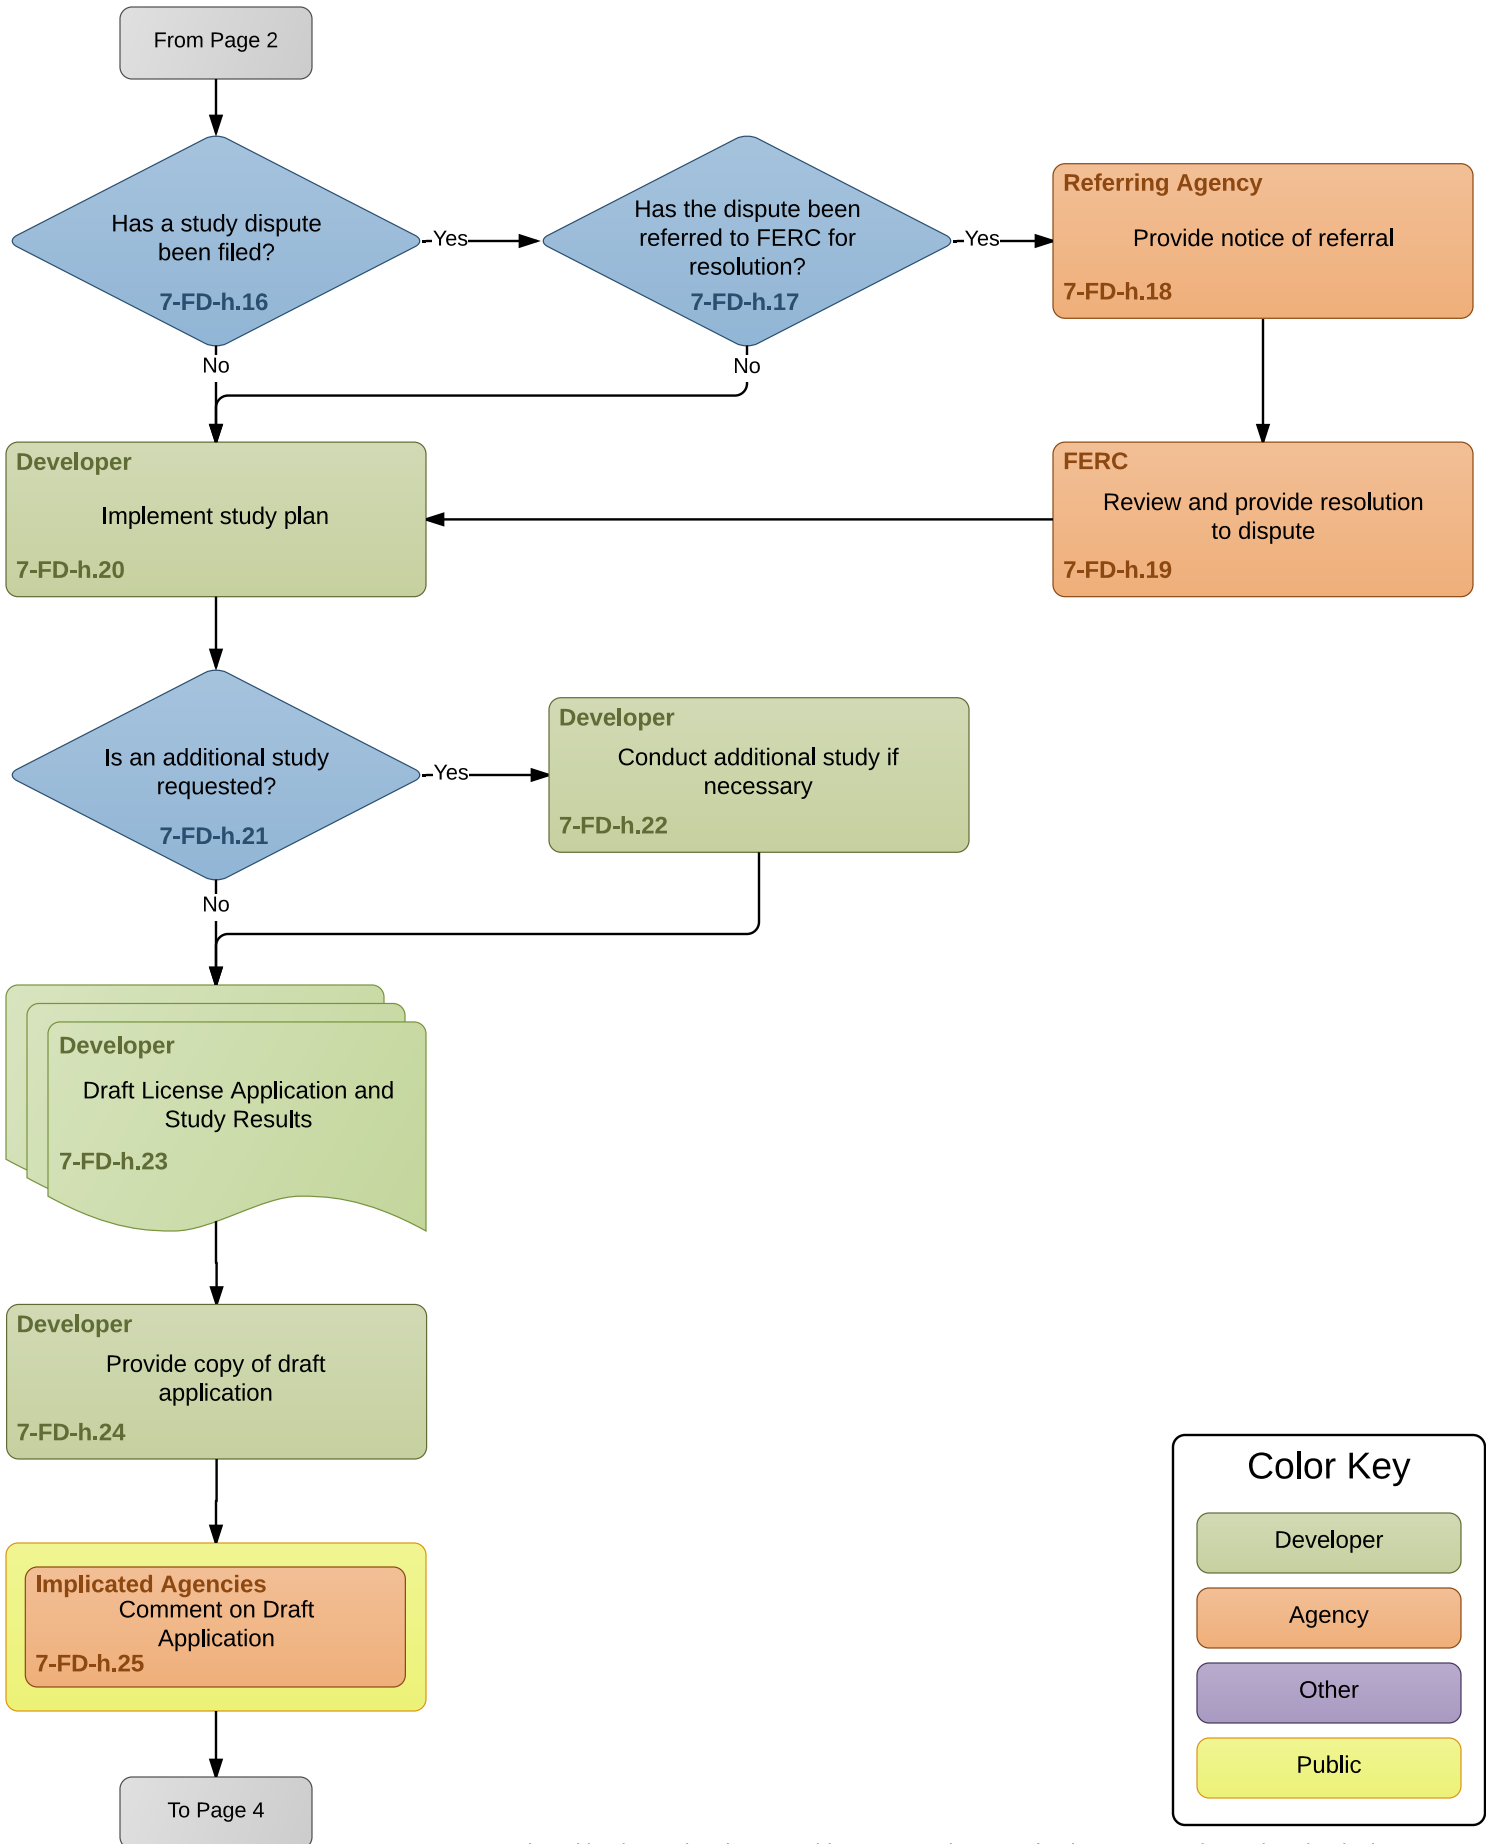 From Page 2
Has a study dispute
been filed?
7-FD-h.16
Yes
No
Has the dispute been
referred to FERC for
resolution?
7-FD-h.17
Yes
No
Referring Agency
Provide notice of referral
7-FD-h.18
FERC
Review and provide resolution
to dispute
7-FD-h.19
Developer
Implement study plan
7-FD-h.20
Is an additional study
requested?
7-FD-h.21
Yes
No
Developer
Conduct additional study if
necessary
7-FD-h.22
Developer
Draft License Application and
Study Results
7-FD-h.23
Developer
Provide copy of draft
application
7-FD-h.24
Implicated Agencies
Comment on Draft
Application
7-FD-h.25
To Page 4
Color Key
Developer
Agency
Other
Public